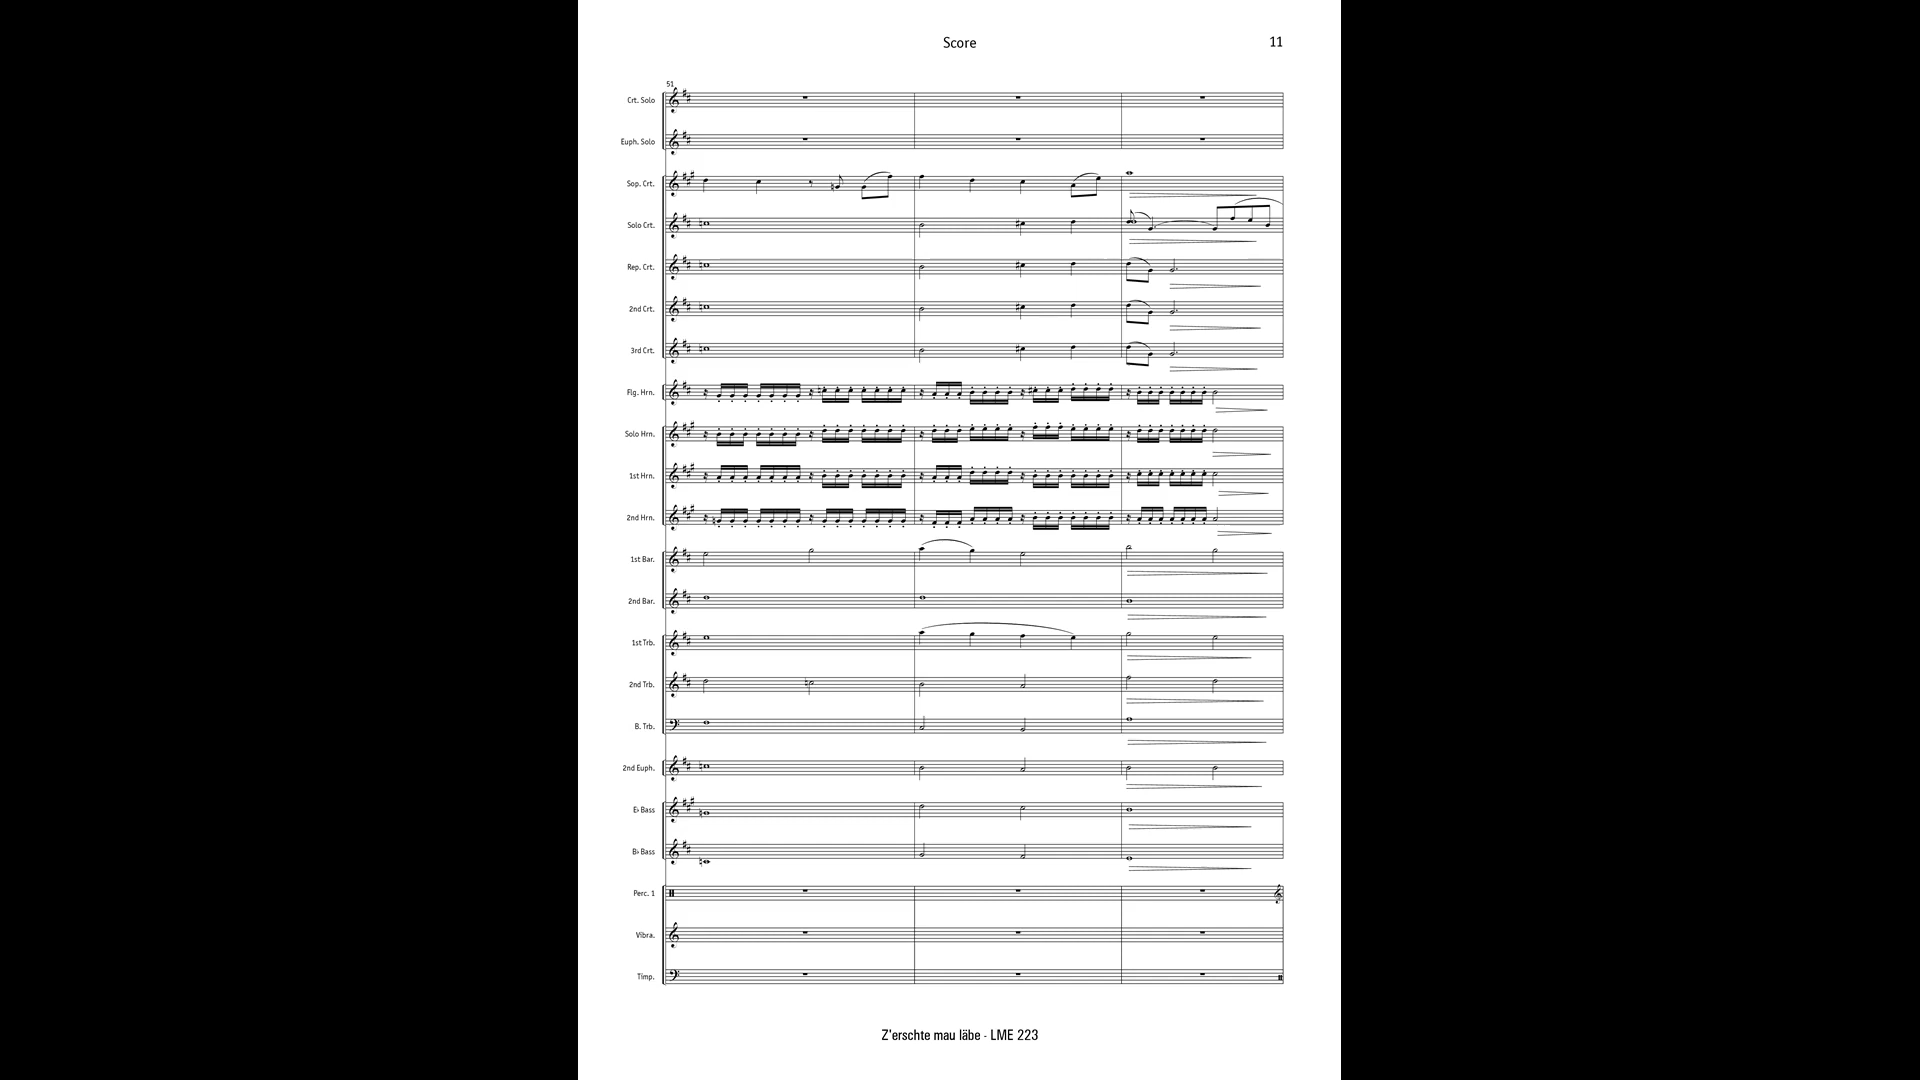 Score
11
51
Crt. Solo
Euph. Solo
Sop. Crt.
Solo Crt.
Rep. Crt.
2nd Crt.
3rd Crt.
Flg. Hrn.
Solo Hrn.
1st Hrn.
2nd Hrn.
1st Bar.
2nd Bar.
1st Trb.
2nd Trb.
B. Trb.
2nd Euph.
E♭ Bass
B♭ Bass
Perc. 1
Vibra.
Timp.
Z'erschte mau läbe - LME 223